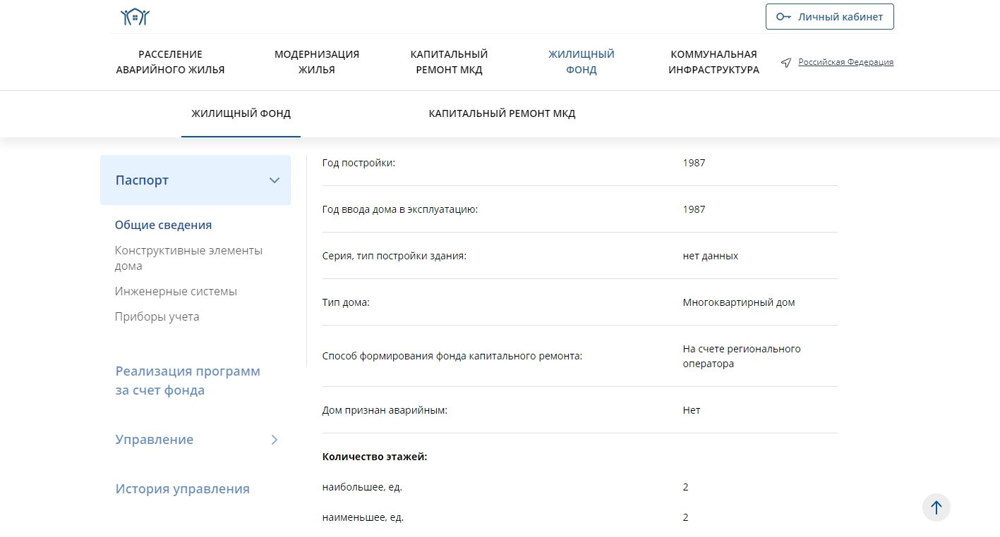 Личный кабинет
РАССЕЛЕНИЕ
АВАРИЙНОГО ЖИЛЬЯ
МОДЕРНИЗАЦИЯ
ЖИЛЬЯ
КАПИТАЛЬНЫЙ
РЕМОНТ МКД
ЖИЛИЩНЫЙ
ФОНД
КОММУНАЛЬНАЯ
ИНФРАСТРУКТУРА
Российская Федерация
ЖИЛИЩНЫЙ ФОНД
КАПИТАЛЬНЫЙ РЕМОНТ МКД
Паспорт
Общие сведения
Конструктивные элементы
дома
Инженерные системы
Приборы учета
Реализация программ
за счет фонда
Управление
История управления
Год постройки: 1987
Год ввода дома в эксплуатацию: 1987
Серия, тип постройки здания: нет данных
Тип дома: Многоквартирный дом
Способ формирования фонда капитального ремонта: На счете регионального
оператора
Дом признан аварийным: Нет
Количество этажей:
наибольшее, ед. 2
наименьшее, ед. 2